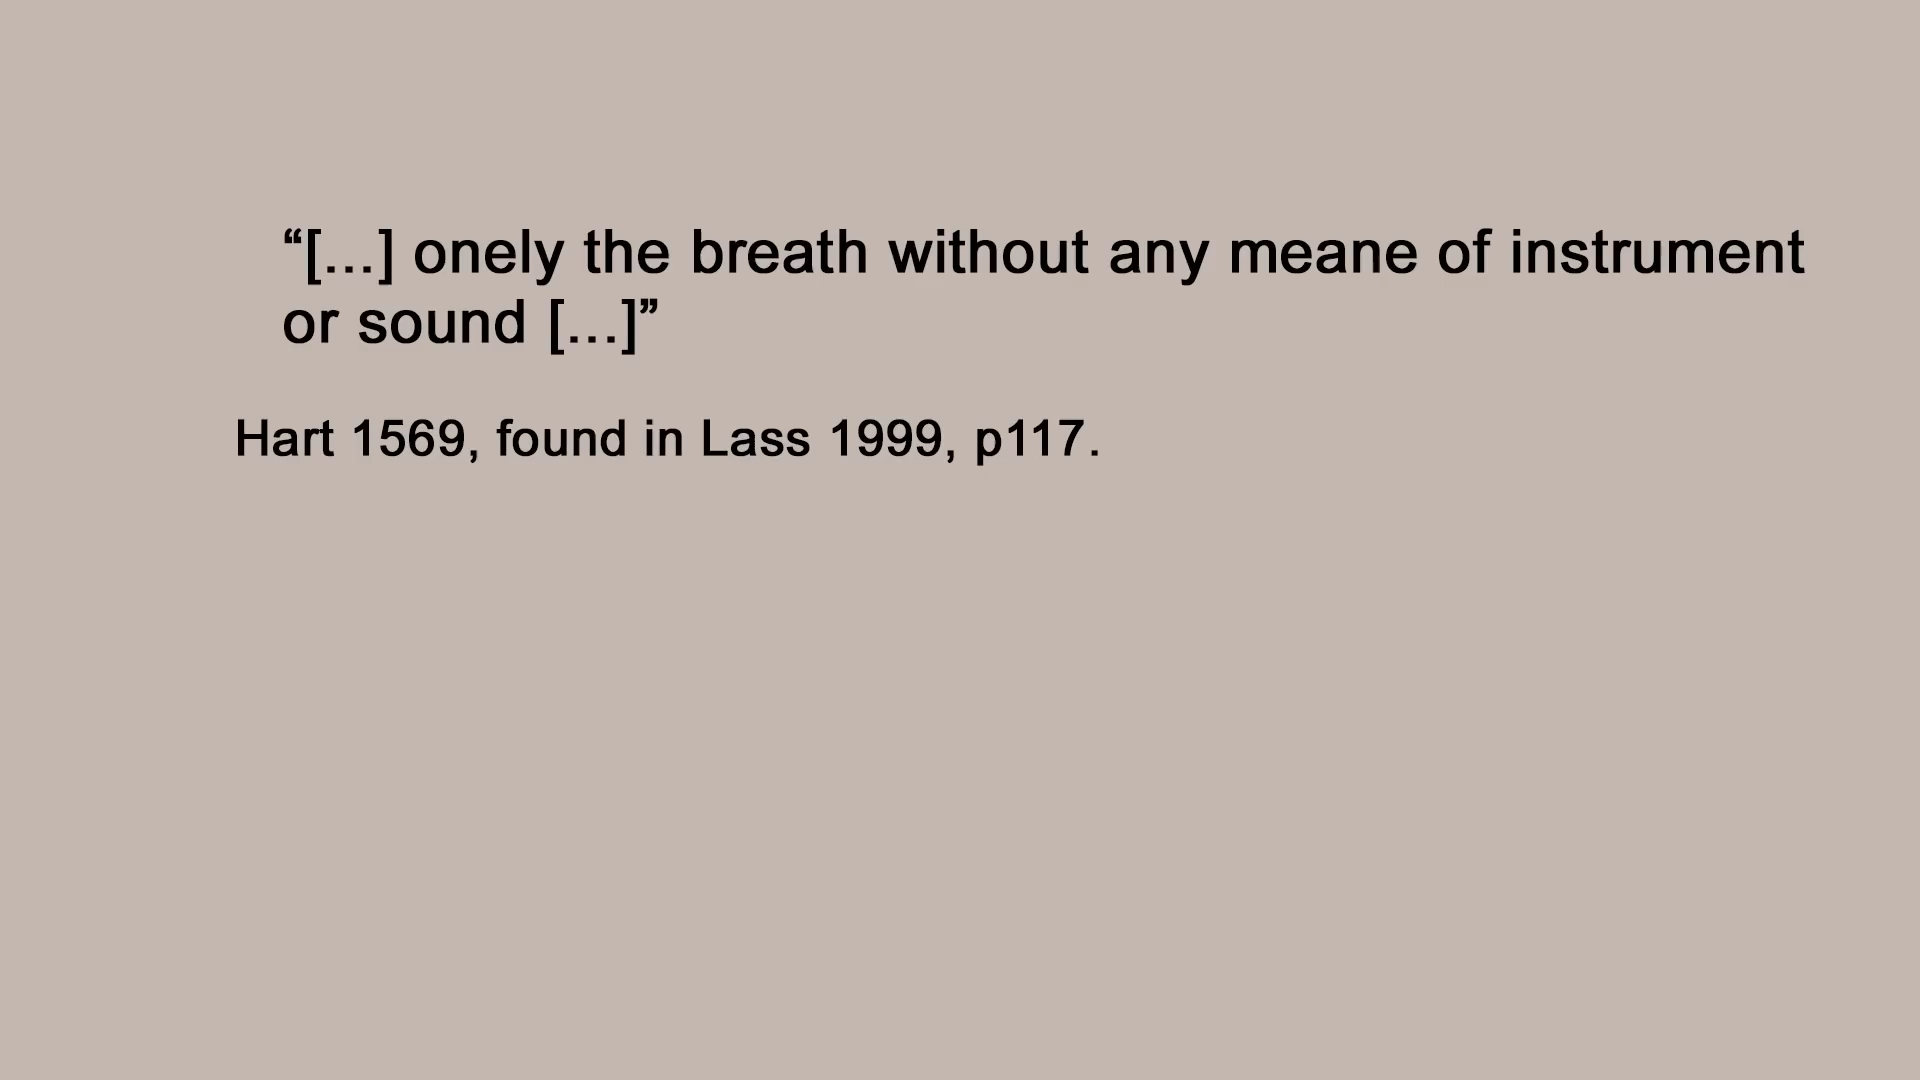 “[...] onely the breath without any meane of instrument
or sound [...]”
Hart 1569, found in Lass 1999, p117.